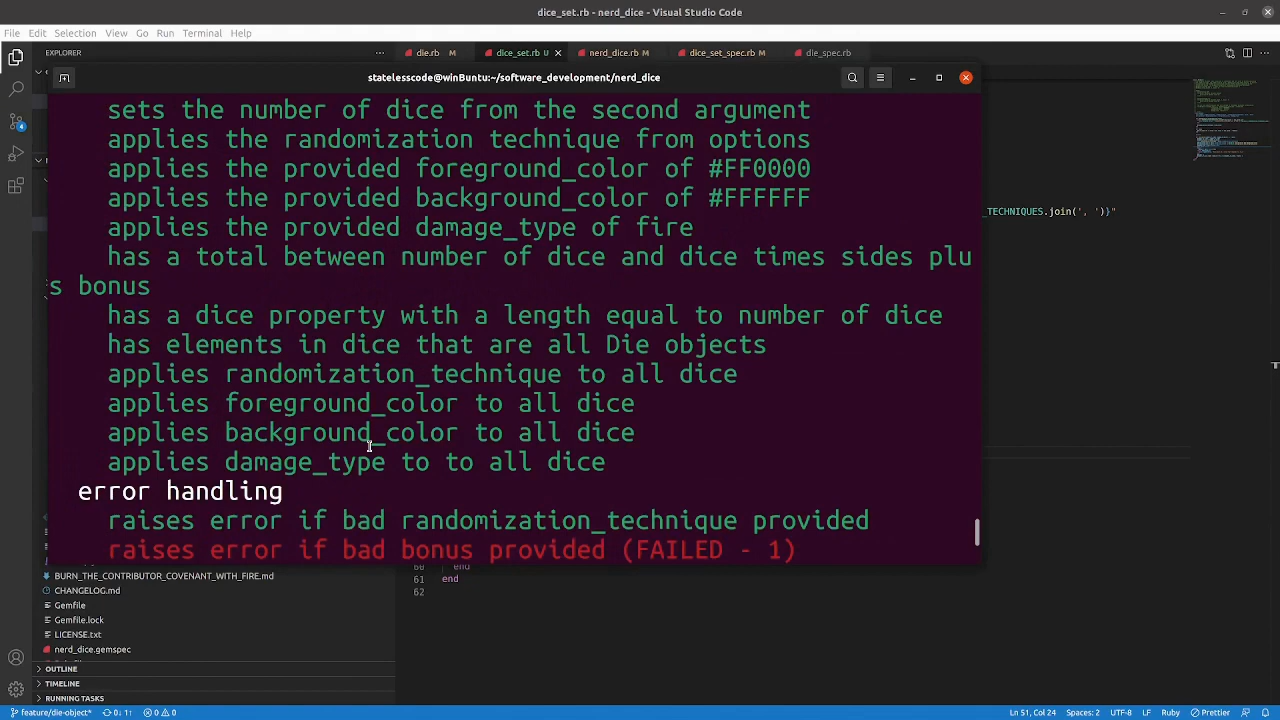 dice_set.rb - nerd_dice - Visual Studio Code
File Edit Selection View Go Run Terminal Help
EXPLORER
die.rb M dice_set.rb U nerd_dice.rb M dice_set_spec.rb M die_spec.rb
statelesscode@winBuntu:~/software_development/nerd_dice
sets the number of dice from the second argument
applies the randomization technique from options
applies the provided foreground_color of #FF0000
applies the provided background_color of #FFFFFF
_TECHNIQUES.join(', ')}"
applies the provided damage_type of fire
has a total between number of dice and dice times sides plu
s bonus
has a dice property with a length equal to number of dice
has elements in dice that are all Die objects
applies randomization_technique to all dice
applies foreground_color to all dice
applies background_color to all dice
applies damage_type to to all dice
error handling
raises error if bad randomization_technique provided
raises error if bad bonus provided (FAILED - 1)
60 end
61 end
62
BURN_THE_CONTRIBUTOR_COVENANT_WITH_FIRE.md
CHANGELOG.md
Gemfile
Gemfile.lock
LICENSE.txt
nerd_dice.gemspec
OUTLINE
TIMELINE
RUNNING TASKS
feature/die-object* 0↓ 1↑ 0 0 Ln 51, Col 24 Spaces: 2 UTF-8 LF Ruby Prettier